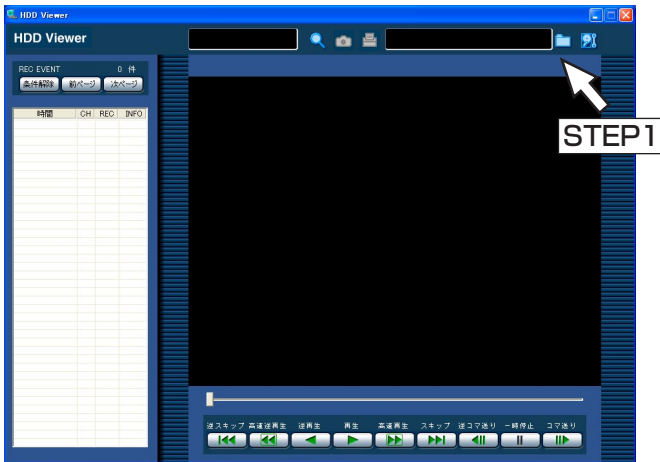 HDD Viewer
HDD Viewer
REC EVENT 0 件
条件解除 前ページ 次ページ
時間 CH REC INFO
STEP1
逆スキップ 高速逆再生 逆再生 再生 高速再生 スキップ 逆コマ送り 一時停止 コマ送り